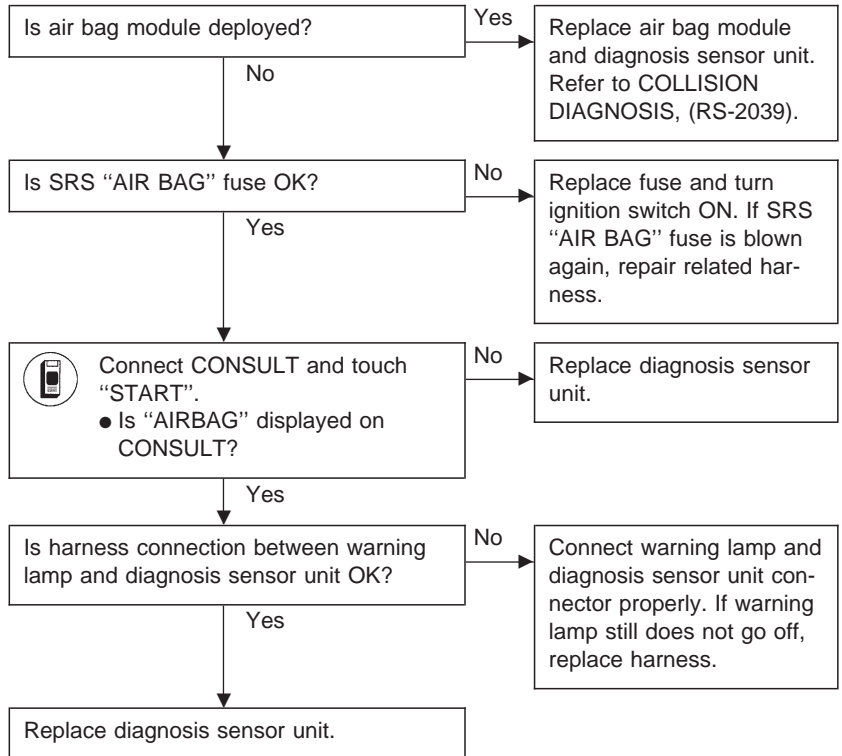 Is air bag module deployed?
Yes
Replace air bag module
and diagnosis sensor unit.
Refer to COLLISION
DIAGNOSIS, (RS-2039).
No
Is SRS ‘‘AIR BAG’’ fuse OK?
No
Replace fuse and turn
ignition switch ON. If SRS
‘‘AIR BAG’’ fuse is blown
again, repair related har-
ness.
Yes
Connect CONSULT and touch
‘‘START’’.
● Is ‘‘AIRBAG’’ displayed on
CONSULT?
No
Replace diagnosis sensor
unit.
Yes
Is harness connection between warning
lamp and diagnosis sensor unit OK?
No
Connect warning lamp and
diagnosis sensor unit con-
nector properly. If warning
lamp still does not go off,
replace harness.
Yes
Replace diagnosis sensor unit.